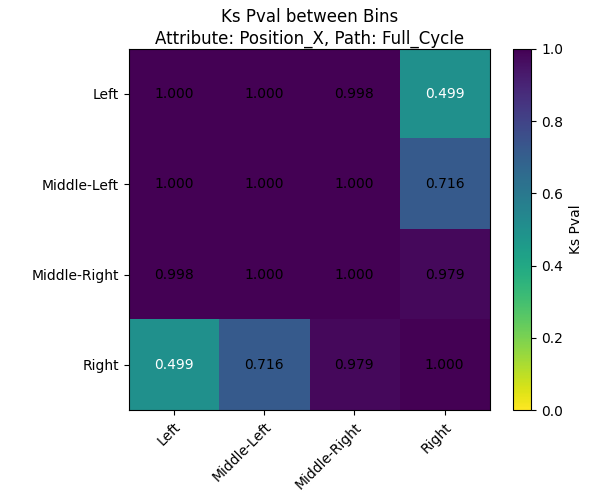 Ks Pval between Bins
Attribute: Position_X, Path: Full_Cycle
Left 1.000 1.000 0.998 0.499
Middle-Left 1.000 1.000 1.000 0.716
Middle-Right 0.998 1.000 1.000 0.979
Right 0.499 0.716 0.979 1.000
Left Middle-Left Middle-Right Right
1.0
0.8
0.6
0.4
0.2
0.0
Ks Pval